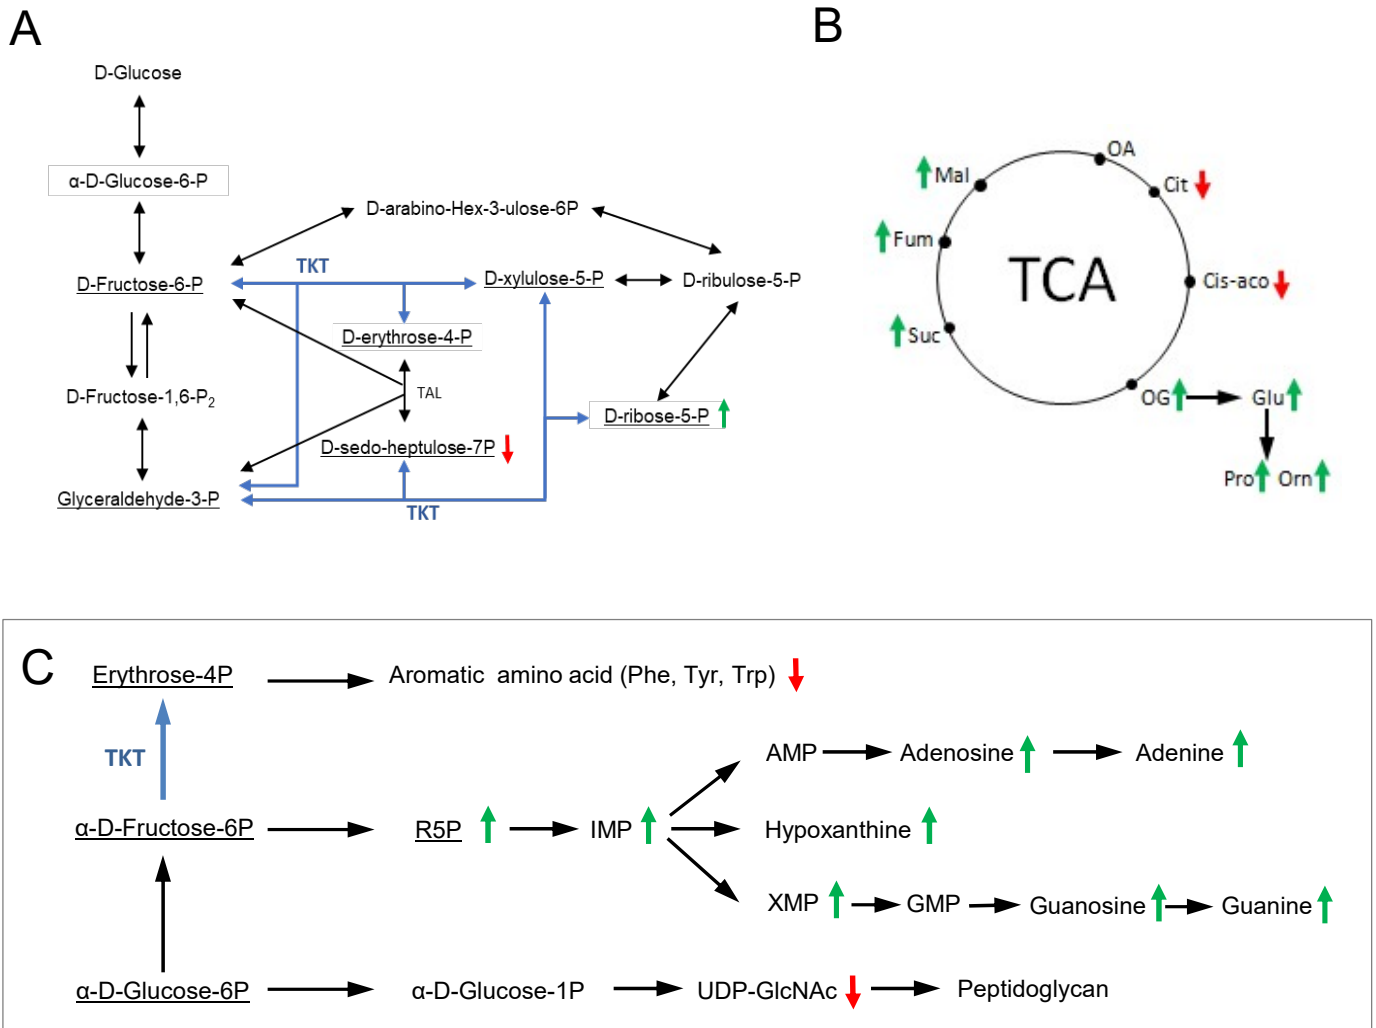 A
B
D-Glucose
α-D-Glucose-6-P
D-arabino-Hex-3-ulose-6P
TKT
D-Fructose-6-P
D-xylulose-5-P
D-ribulose-5-P
D-erythrose-4-P
D-Fructose-1,6-P2
TAL
D-ribose-5-P
D-sedo-heptulose-7P
Glyceraldehyde-3-P
TKT
OA
Mal
Cit
Fum
TCA
Cis-aco
Suc
OG
Glu
Pro
Orn
C
Erythrose-4P
Aromatic amino acid (Phe, Tyr, Trp)
TKT
AMP
Adenosine
Adenine
α-D-Fructose-6P
R5P
IMP
Hypoxanthine
XMP
GMP
Guanosine
Guanine
α-D-Glucose-6P
α-D-Glucose-1P
UDP-GlcNAc
Peptidoglycan